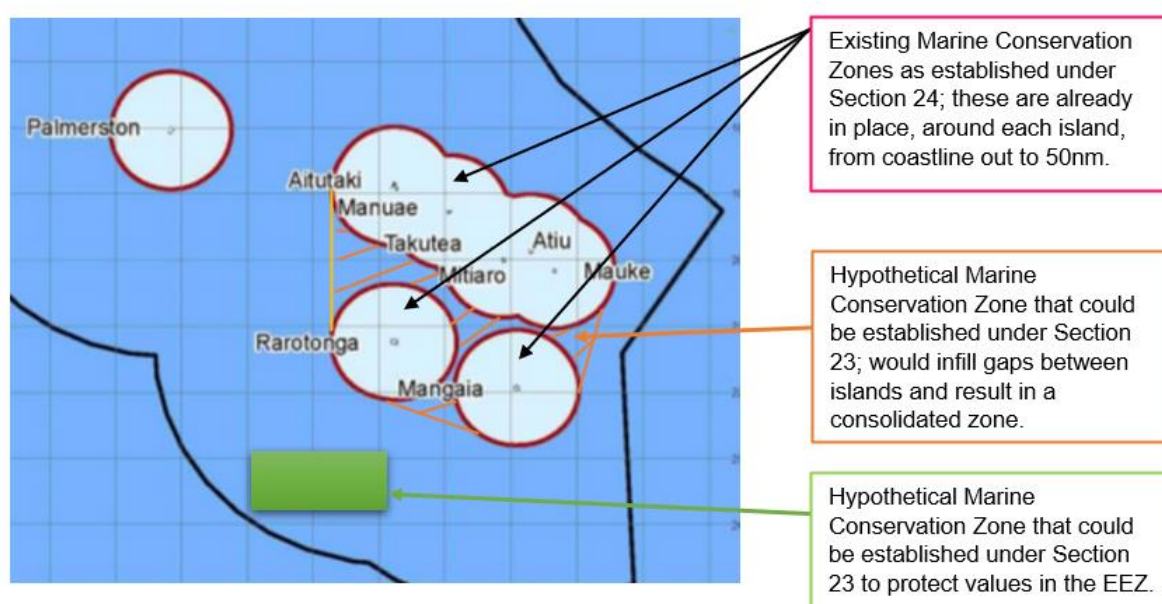 Palmerston
Aitutaki
Manuae
Takutea
Atiu
Mitiaro
Mauke
Rarotonga
Mangaia
Existing Marine Conservation
Zones as established under
Section 24; these are already
in place, around each island,
from coastline out to 50nm.
Hypothetical Marine
Conservation Zone that could
be established under Section
23; would infill gaps between
islands and result in a
consolidated zone.
Hypothetical Marine
Conservation Zone that could
be established under Section
23 to protect values in the EEZ.